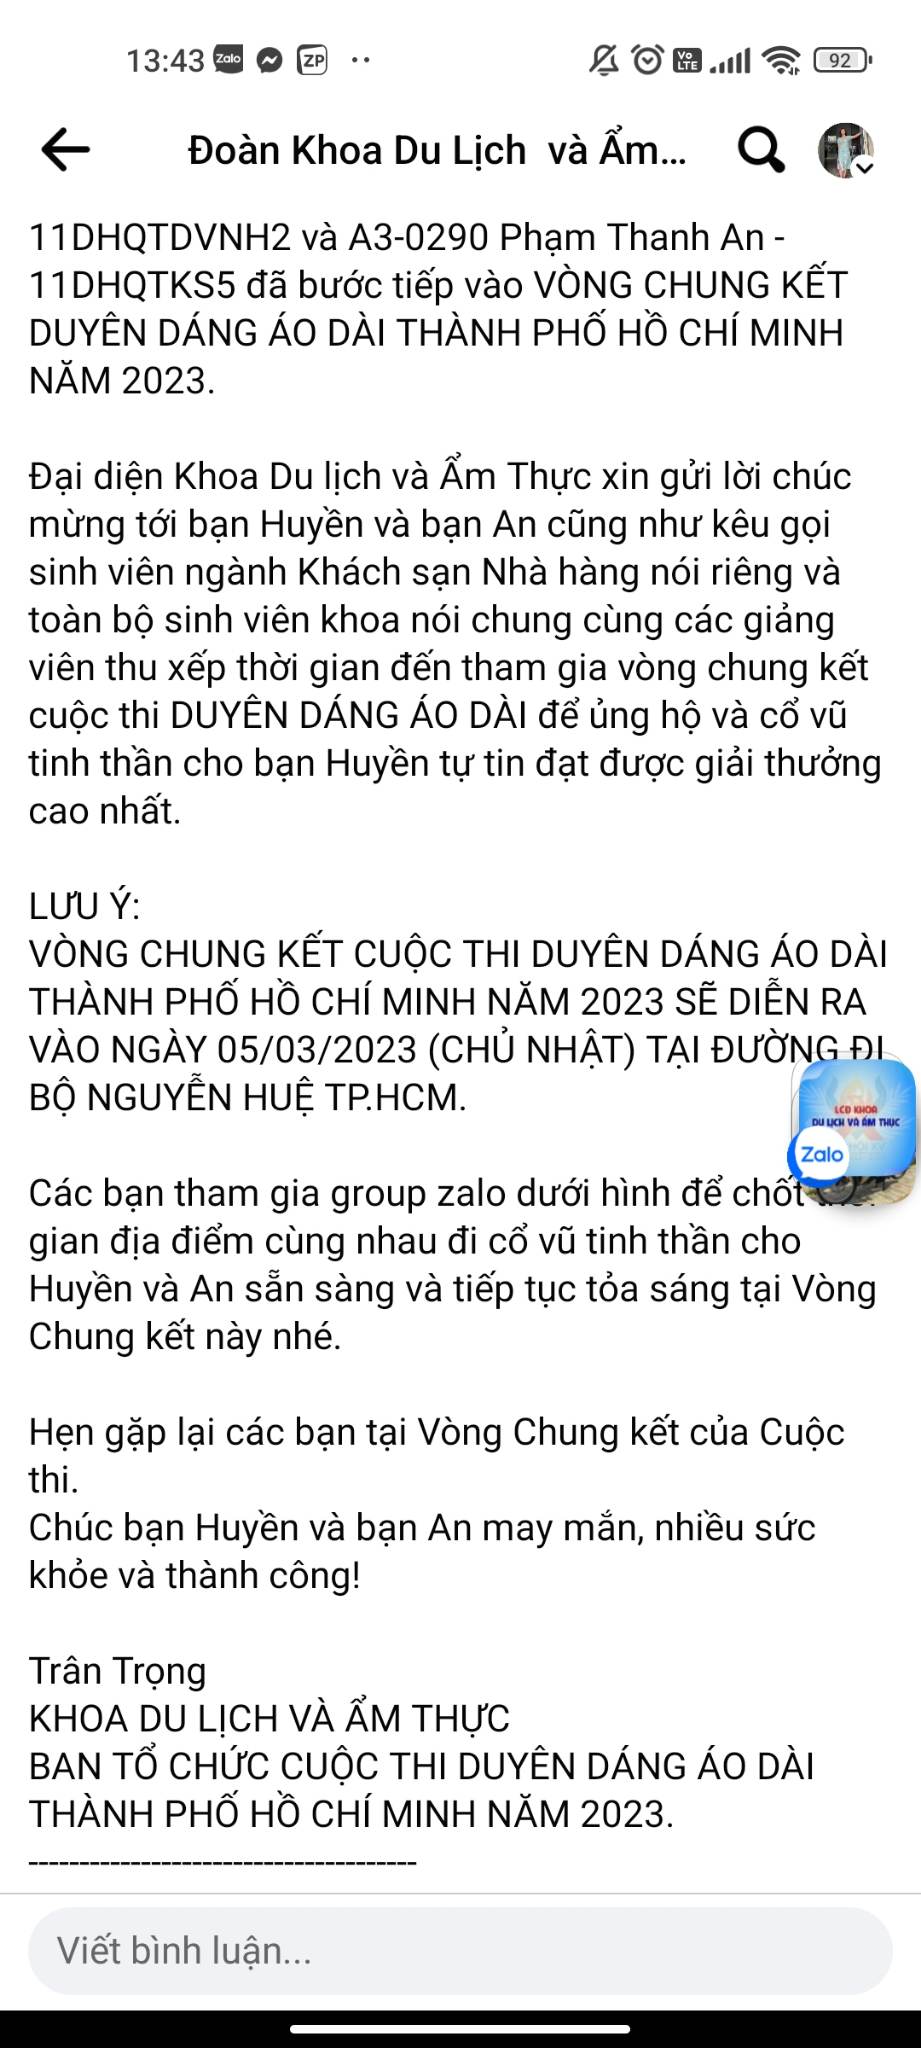 13:43 Zalo ZP Vo LTE 92
Đoàn Khoa Du Lịch và Ẩm...
11DHQTDVNH2 và A3-0290 Phạm Thanh An -
11DHQTKS5 đã bước tiếp vào VÒNG CHUNG KẾT
DUYÊN DÁNG ÁO DÀI THÀNH PHỐ HỒ CHÍ MINH
NĂM 2023.
Đại diện Khoa Du lịch và Ẩm Thực xin gửi lời chúc
mừng tới bạn Huyền và bạn An cũng như kêu gọi
sinh viên ngành Khách sạn Nhà hàng nói riêng và
toàn bộ sinh viên khoa nói chung cùng các giảng
viên thu xếp thời gian đến tham gia vòng chung kết
cuộc thi DUYÊN DÁNG ÁO DÀI để ủng hộ và cổ vũ
tinh thần cho bạn Huyền tự tin đạt được giải thưởng
cao nhất.
LƯU Ý:
VÒNG CHUNG KẾT CUỘC THI DUYÊN DÁNG ÁO DÀI
THÀNH PHỐ HỒ CHÍ MINH NĂM 2023 SẼ DIỄN RA
VÀO NGÀY 05/03/2023 (CHỦ NHẬT) TẠI ĐƯỜNG ĐI
BỘ NGUYỄN HUỆ TP.HCM.
LCD KHOA
DU LỊCH VÀ ẨM THỰC
Zalo
Các bạn tham gia group zalo dưới hình để chốt
gian địa điểm cùng nhau đi cổ vũ tinh thần cho
Huyền và An sẵn sàng và tiếp tục tỏa sáng tại Vòng
Chung kết này nhé.
Hẹn gặp lại các bạn tại Vòng Chung kết của Cuộc
thi.
Chúc bạn Huyền và bạn An may mắn, nhiều sức
khỏe và thành công!
Trân Trọng
KHOA DU LỊCH VÀ ẨM THỰC
BAN TỔ CHỨC CUỘC THI DUYÊN DÁNG ÁO DÀI
THÀNH PHỐ HỒ CHÍ MINH NĂM 2023.
--------------------------------------
Viết bình luận...